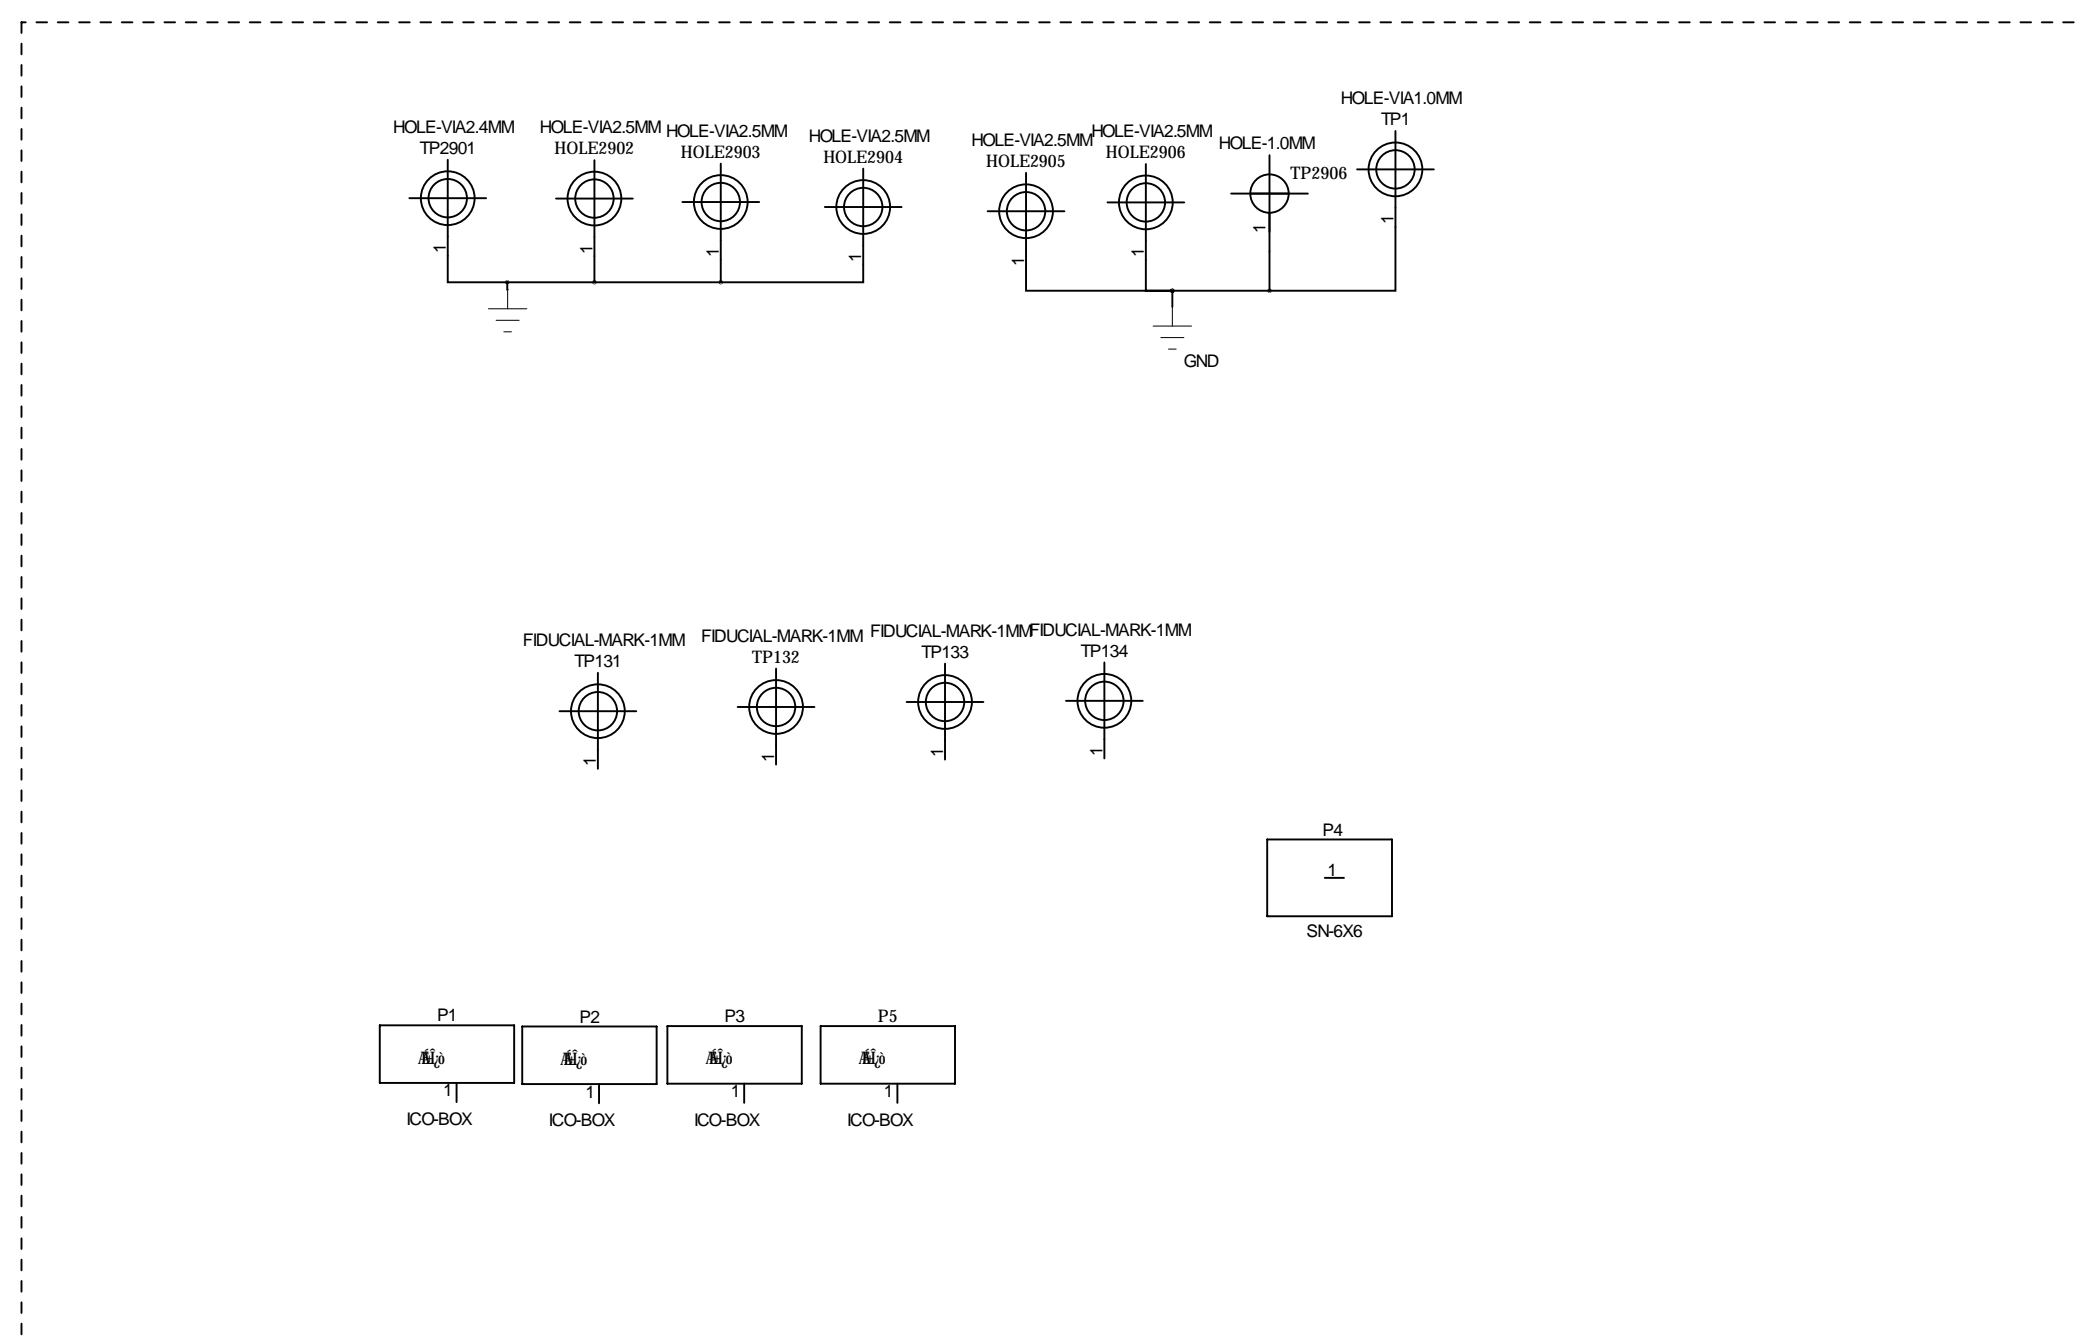 HOLE-VIA2.4MM
TP2901
1
HOLE-VIA2.5MM
HOLE2902
1
HOLE-VIA2.5MM
HOLE2903
1
HOLE-VIA2.5MM
HOLE2904
1
HOLE-VIA2.5MM
HOLE2905
1
HOLE-VIA2.5MM
HOLE2906
1
HOLE-1.0MM
TP2906
1
HOLE-VIA1.0MM
TP1
1
GND
FIDUCIAL-MARK-1MM
TP131
1
FIDUCIAL-MARK-1MM
TP132
1
FIDUCIAL-MARK-1MM
TP133
1
FIDUCIAL-MARK-1MM
TP134
1
P4
1
SN-6X6
P1
1
ICO-BOX
P2
1
ICO-BOX
P3
1
ICO-BOX
P5
1
ICO-BOX